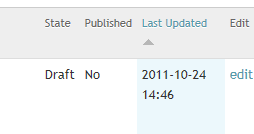 State Published Last Updated Edit
Draft No 2011-10-24 edit
14:46